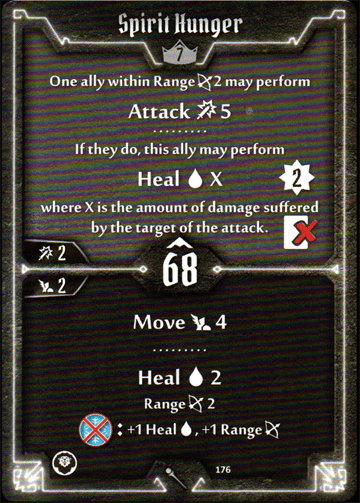 Spirit Hunger
7
One ally within Range 2 may perform
Attack 5
If they do, this ally may perform
Heal X
2
where X is the amount of damage suffered
by the target of the attack.
2
68
2
Move 4
Heal 2
Range 2
: +1 Heal , +1 Range
176